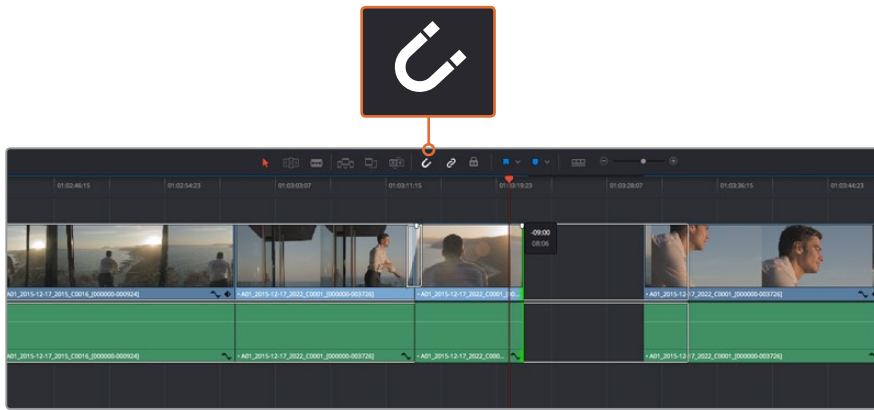 01:02:46:15
01:02:54:23
01:03:03:07
01:03:11:15
01:03:19:23
01:03:28:07
01:03:36:15
01:03:44:23
-09:00
08:06
A01_2015-12-17_2015_C0016_[000000-000924]
• A01_2015-12-17_2022_C0001_[000000-003726]
• A01_2015-12-17_2022_C0001_[00...
• A01_2015-12-17_2022_C0001_[000000-003726]
A01_2015-12-17_2015_C0016_[000000-000924]
• A01_2015-12-17_2022_C0001_[000000-003726]
• A01_2015-12-17_2022_C000...
• A01_2015-12-17_2022_C0001_[000000-003726]